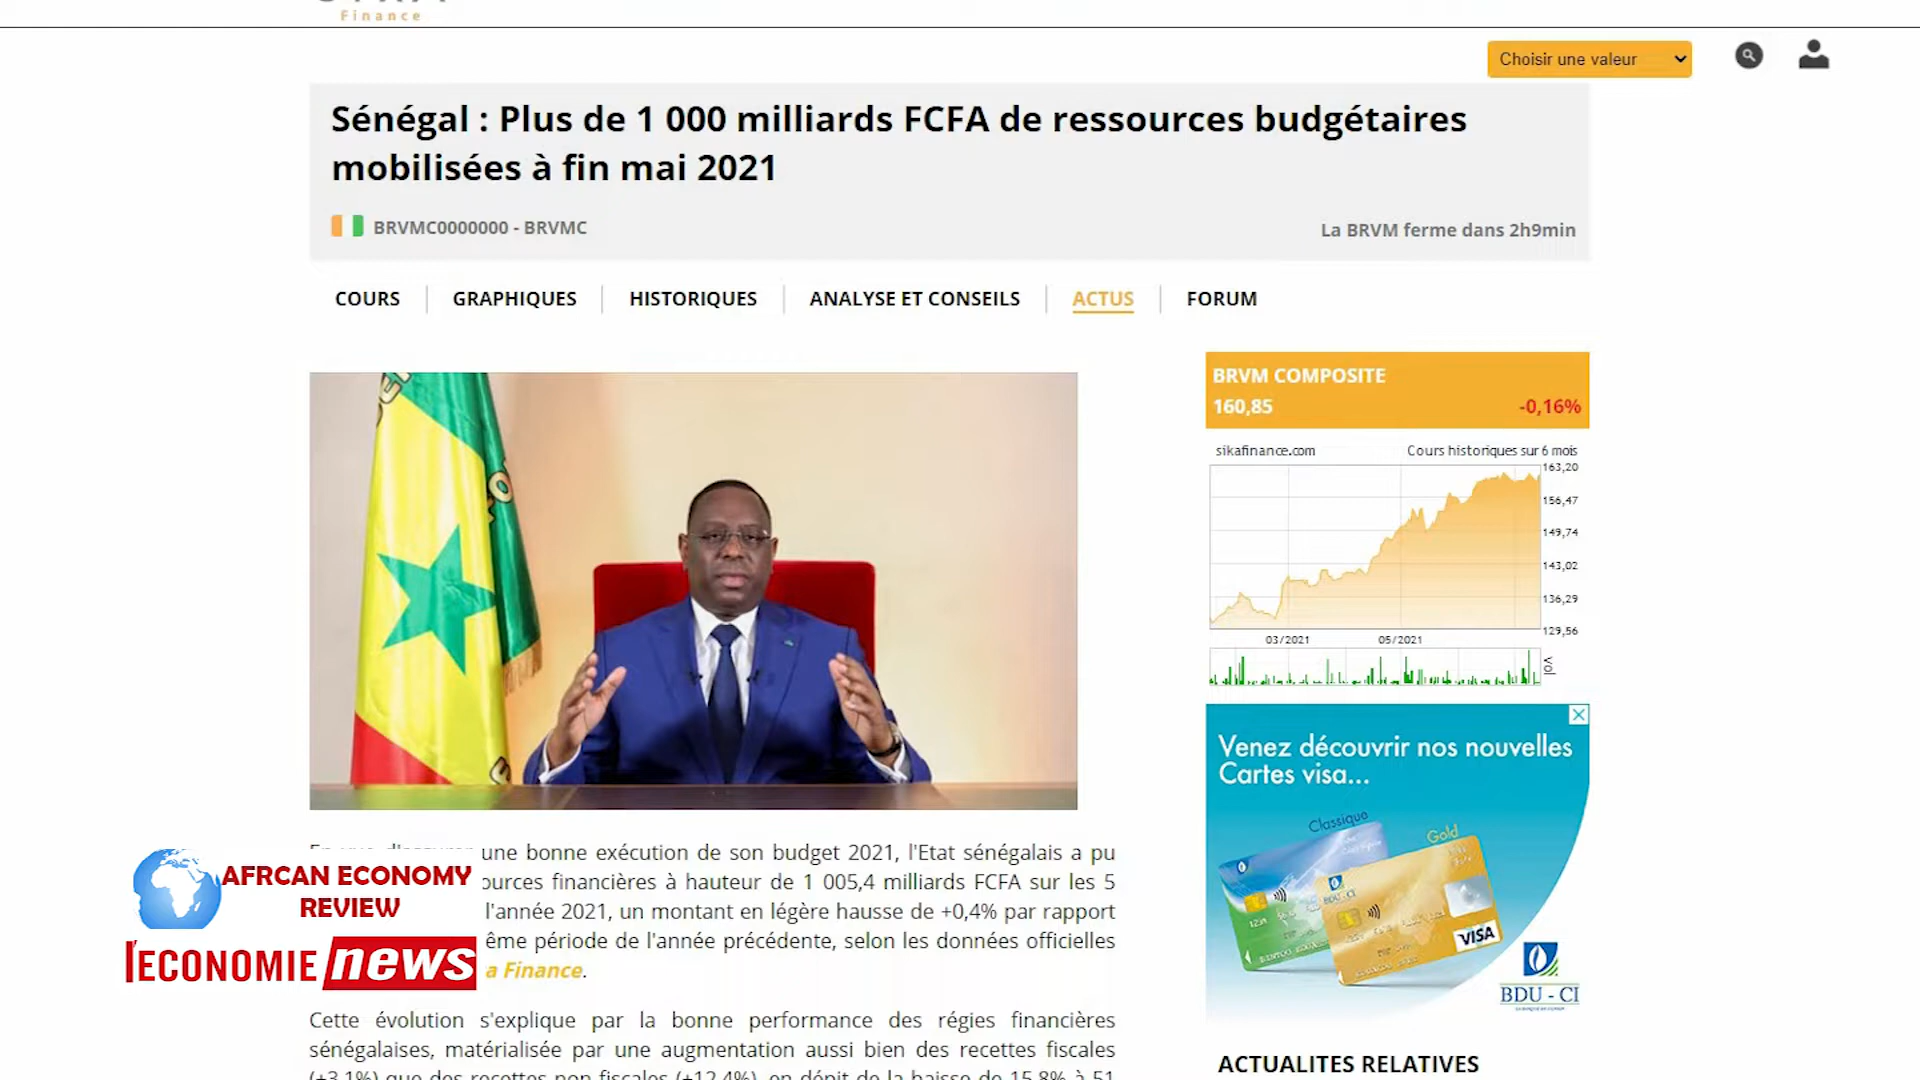 Finance
Choisir une valeur
Sénégal : Plus de 1 000 milliards FCFA de ressources budgétaires
mobilisées à fin mai 2021
BRVMC0000000 - BRVMC
La BRVM ferme dans 2h9min
COURS
GRAPHIQUES
HISTORIQUES
ANALYSE ET CONSEILS
ACTUS
FORUM
BRVM COMPOSITE
160,85
-0,16%
sikafinance.com
Cours historiques sur 6 mois
163,20
156,47
149,74
143,02
136,29
129,56
03/2021
05/2021
vol
Venez découvrir nos nouvelles
Cartes visa...
Classique
Gold
VISA
BDU - CI
une bonne exécution de son budget 2021, l'Etat sénégalais a pu
ources financières à hauteur de 1 005,4 milliards FCFA sur les 5
l'année 2021, un montant en légère hausse de +0,4% par rapport
ême période de l'année précédente, selon les données officielles
a Finance.
Cette évolution s'explique par la bonne performance des régies financières
sénégalaises, matérialisée par une augmentation aussi bien des recettes fiscales
(+3,1%) que des recettes non fiscales (+12,4%), en dépit de la baisse de 15,8% à 51
AFRCAN ECONOMY
REVIEW
l'ECONOMIE news
ACTUALITES RELATIVES